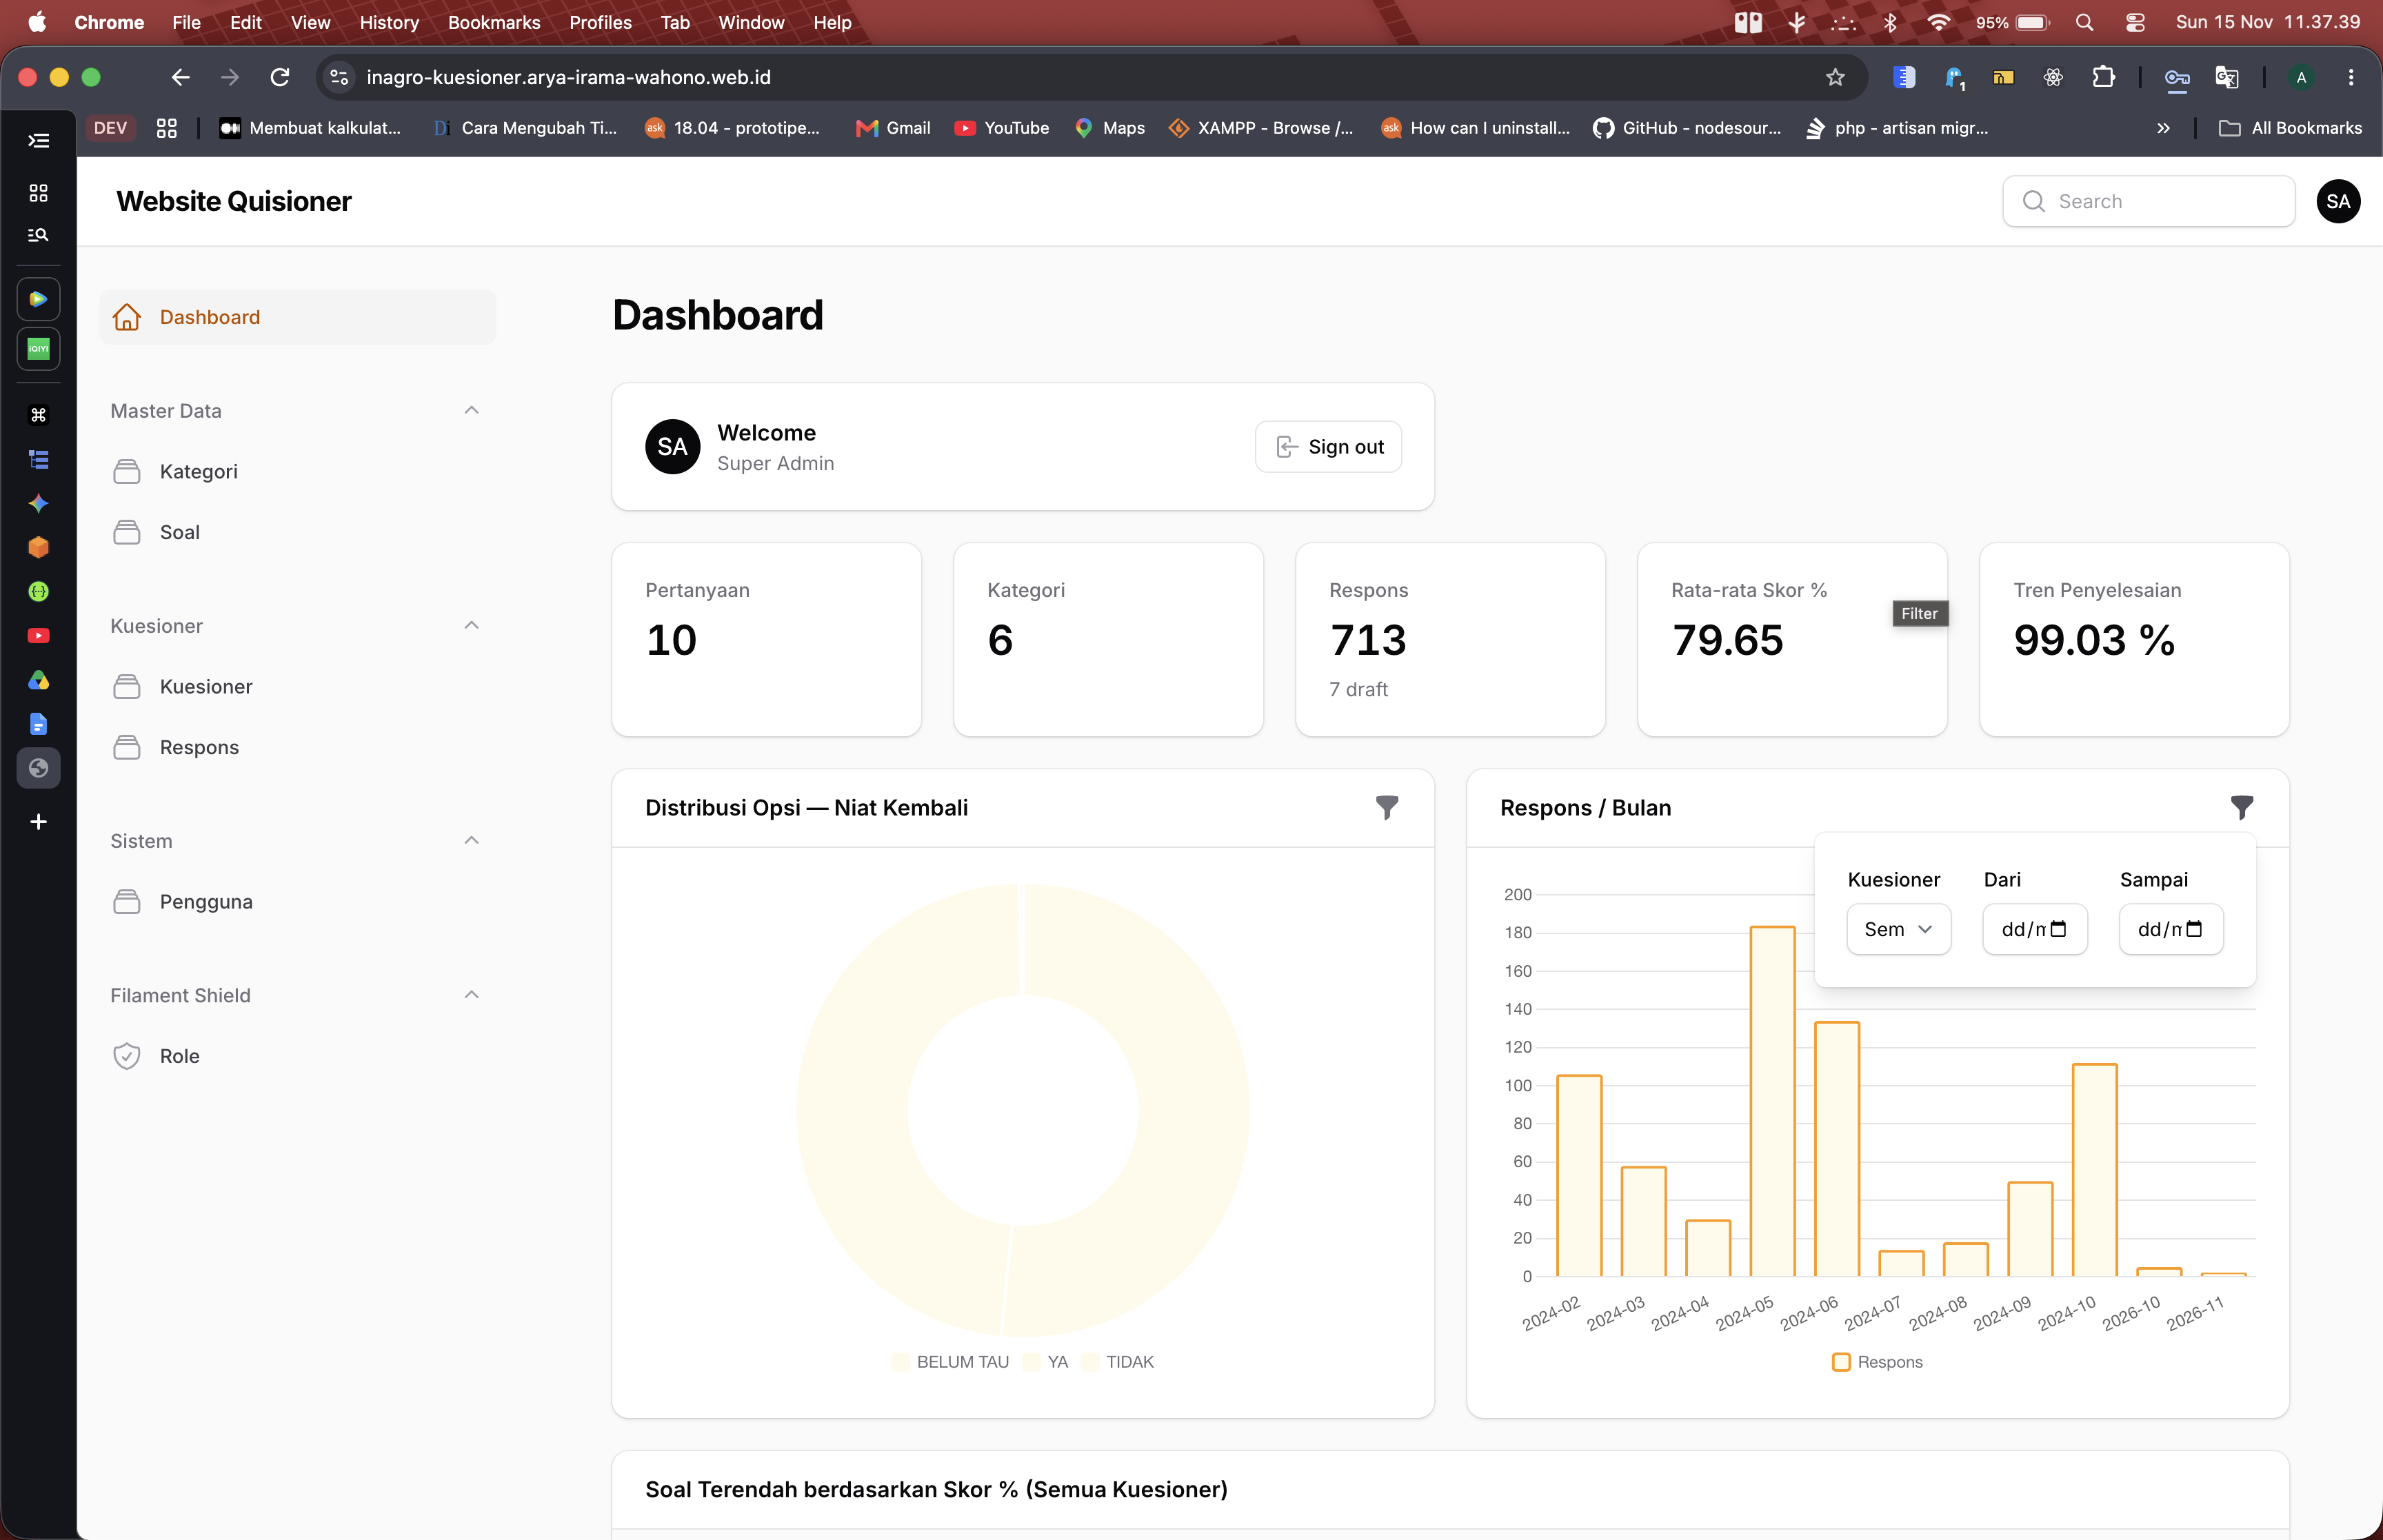 Chrome File Edit View History Bookmarks Profiles Tab Window Help 95% Sun 15 Nov 11.37.39
inagro-kuesioner.arya-irama-wahono.web.id 1 A
DEV Membuat kalkulat... Di Cara Mengubah Ti... ask 18.04 - prototipe... Gmail YouTube Maps XAMPP - Browse /... ask How can I uninstall... GitHub - nodesour... php - artisan migr... » All Bookmarks
iQIYI
Website Quisioner
Search
SA
Dashboard
Master Data
Kategori
Soal
Kuesioner
Kuesioner
Respons
Sistem
Pengguna
Filament Shield
Role
Dashboard
SA
Welcome
Super Admin
Sign out
Pertanyaan
10
Kategori
6
Respons
713
7 draft
Rata-rata Skor %
79.65
Filter
Tren Penyelesaian
99.03 %
Distribusi Opsi — Niat Kembali
BELUM TAU YA TIDAK
Respons / Bulan
Kuesioner Dari Sampai
Sem dd/m dd/m
200
180
160
140
120
100
80
60
40
20
0
2024-02 2024-03 2024-04 2024-05 2024-06 2024-07 2024-08 2024-09 2024-10 2026-10 2026-11
Respons
Soal Terendah berdasarkan Skor % (Semua Kuesioner)